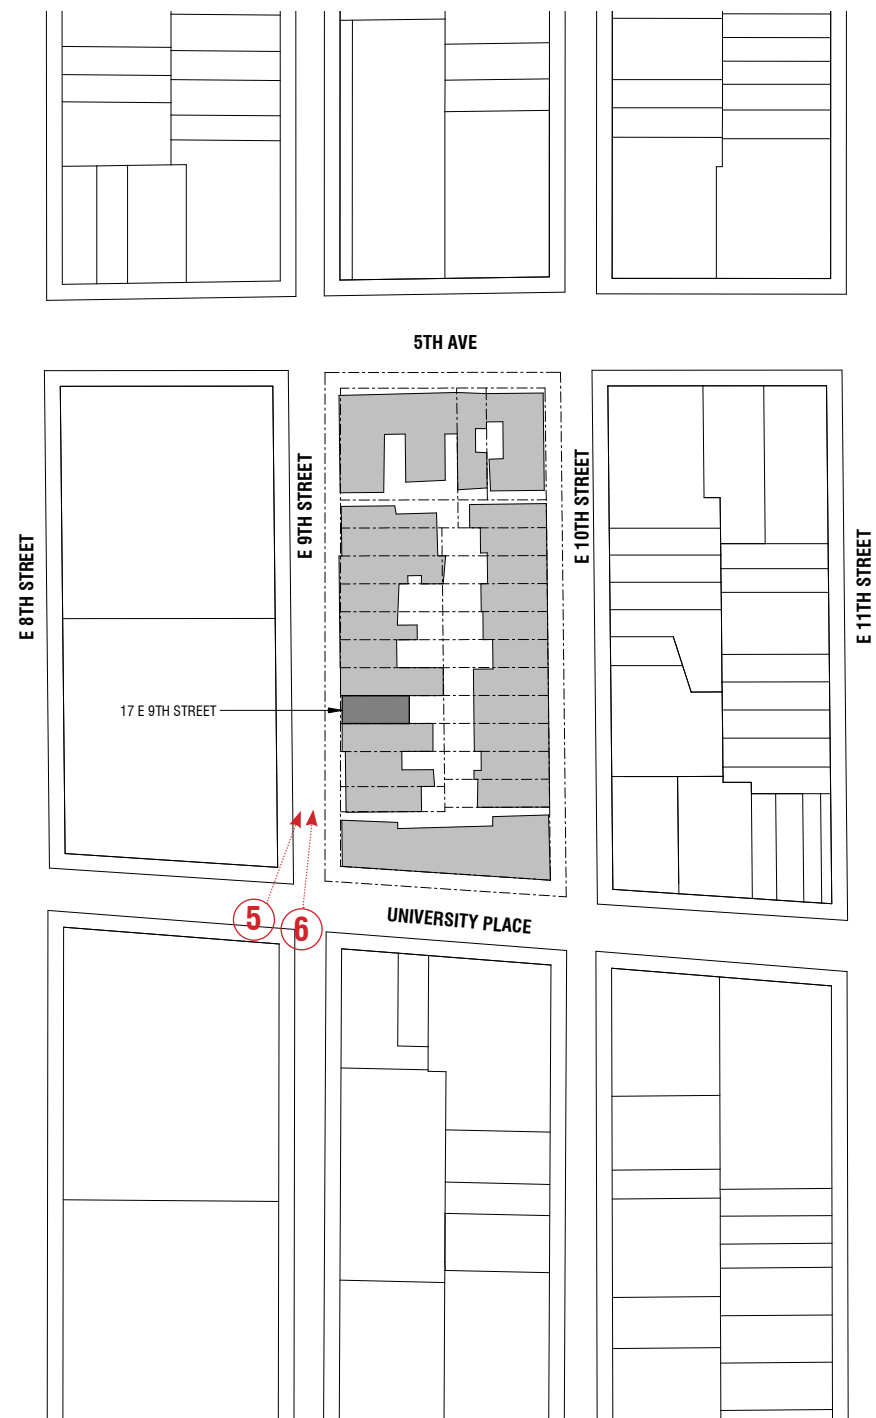 5TH AVE
E 9TH STREET
E 10TH STREET
E 8TH STREET
E 11TH STREET
17 E 9TH STREET
5
6
UNIVERSITY PLACE